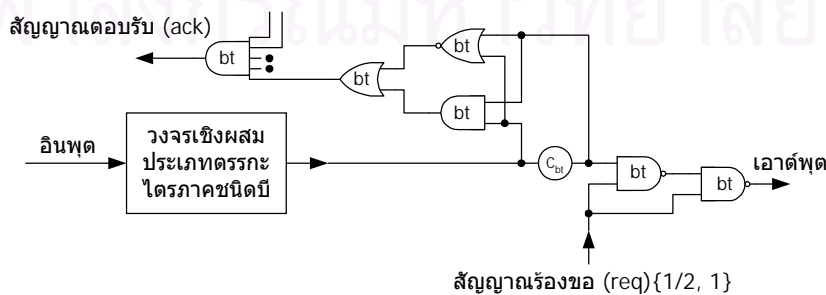 สัญญาณตอบรับ (ack)
bt
bt
bt
bt
อินพุต
วงจรเชิงผสม
ประเภทตรรกะ
ไตรภาคชนิดบี
C_bt
bt
bt
เอาต์พุต
สัญญาณร้องขอ (req){1/2, 1}